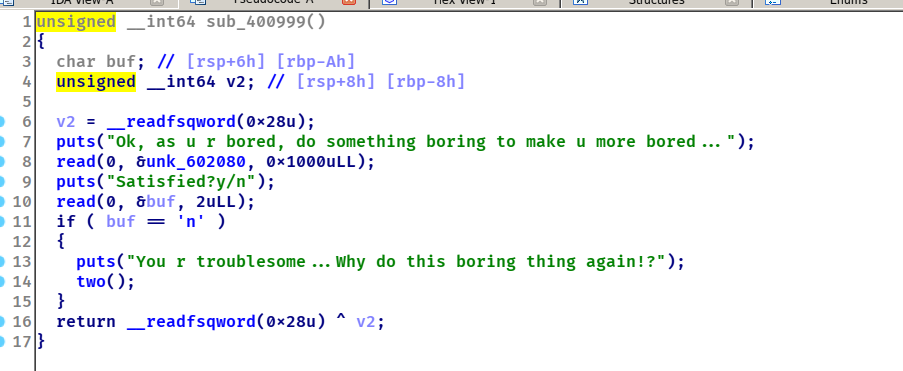 IDA View-A Pseudocode-A Hex View-1 Structures Enums
1 unsigned __int64 sub_400999()
2 {
3 char buf; // [rsp+6h] [rbp-Ah]
4 unsigned __int64 v2; // [rsp+8h] [rbp-8h]
5
6 v2 = __readfsqword(0x28u);
7 puts("Ok, as u r bored, do something boring to make u more bored...");
8 read(0, &unk_602080, 0x1000uLL);
9 puts("Satisfied?y/n");
10 read(0, &buf, 2uLL);
11 if ( buf == 'n' )
12 {
13 puts("You r troublesome...Why do this boring thing again!?");
14 two();
15 }
16 return __readfsqword(0x28u) ^ v2;
17 }